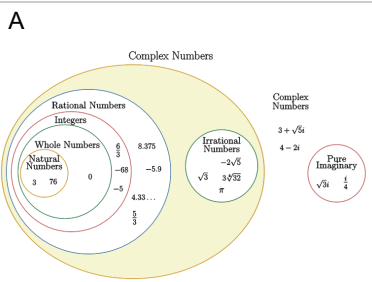 A
Complex Numbers
Rational Numbers
Integers
Whole Numbers
Natural
Numbers
3 76
0
6/3
−68
−5
8.375
−5.9
4.33...
5/3
Irrational
Numbers
−2√5
√3 3∜32
π
Complex
Numbers
3 + √5i
4 − 2i
Pure
Imaginary
√3i i/4